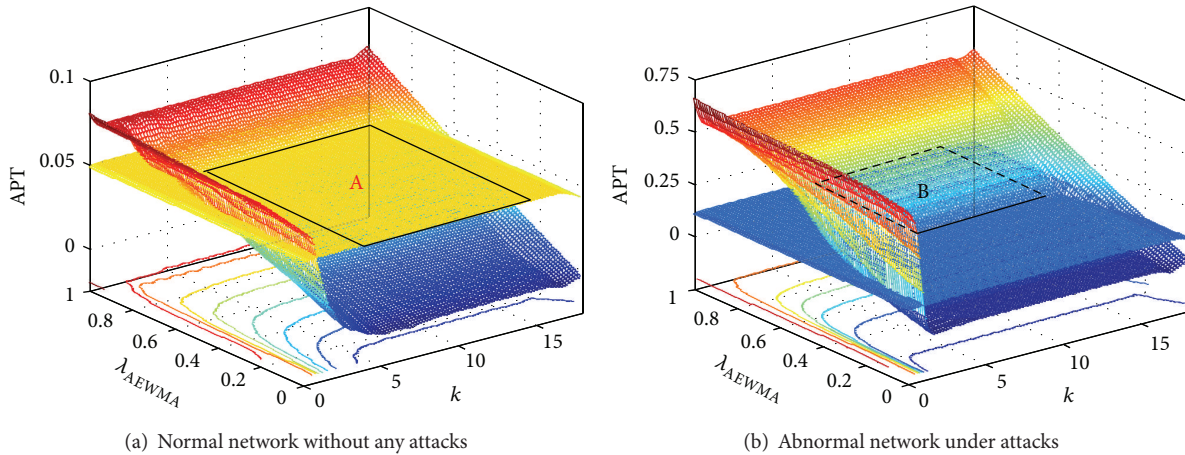 0.1
0.05
0
APT
A
1
0.8
0.6
0.4
0.2
0
λAEWMA
0
5
10
15
k
(a) Normal network without any attacks
0.75
0.5
0.25
0
APT
B
1
0.8
0.6
0.4
0.2
0
λAEWMA
0
5
10
15
k
(b) Abnormal network under attacks